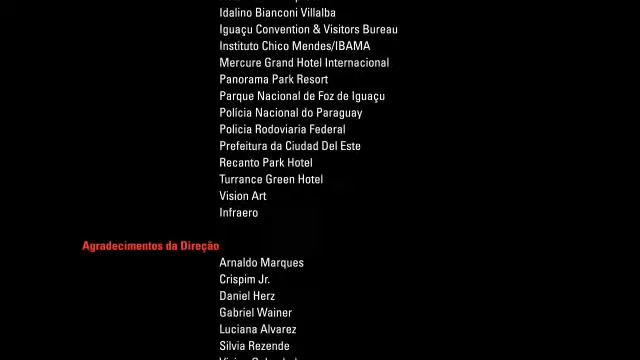 Idalino Bianconi Villalba
Iguaçu Convention & Visitors Bureau
Instituto Chico Mendes/IBAMA
Mercure Grand Hotel Internacional
Panorama Park Resort
Parque Nacional de Foz de Iguaçu
Polícia Nacional do Paraguay
Policia Rodoviaria Federal
Prefeitura da Ciudad Del Este
Recanto Park Hotel
Turrance Green Hotel
Vision Art
Infraero
Agradecimentos da Direção
Arnaldo Marques
Crispim Jr.
Daniel Herz
Gabriel Wainer
Luciana Alvarez
Silvia Rezende